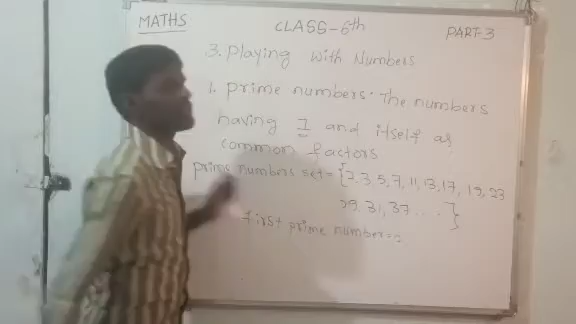 MATHS
CLASS-6th
PART-3
3. Playing With Numbers
1. Prime numbers: The numbers
having 1 and itself as
common factors
prime numbers set = {2,3,5,7,11,13,17, 19,23
29,31,37 ... }
first prime number=2